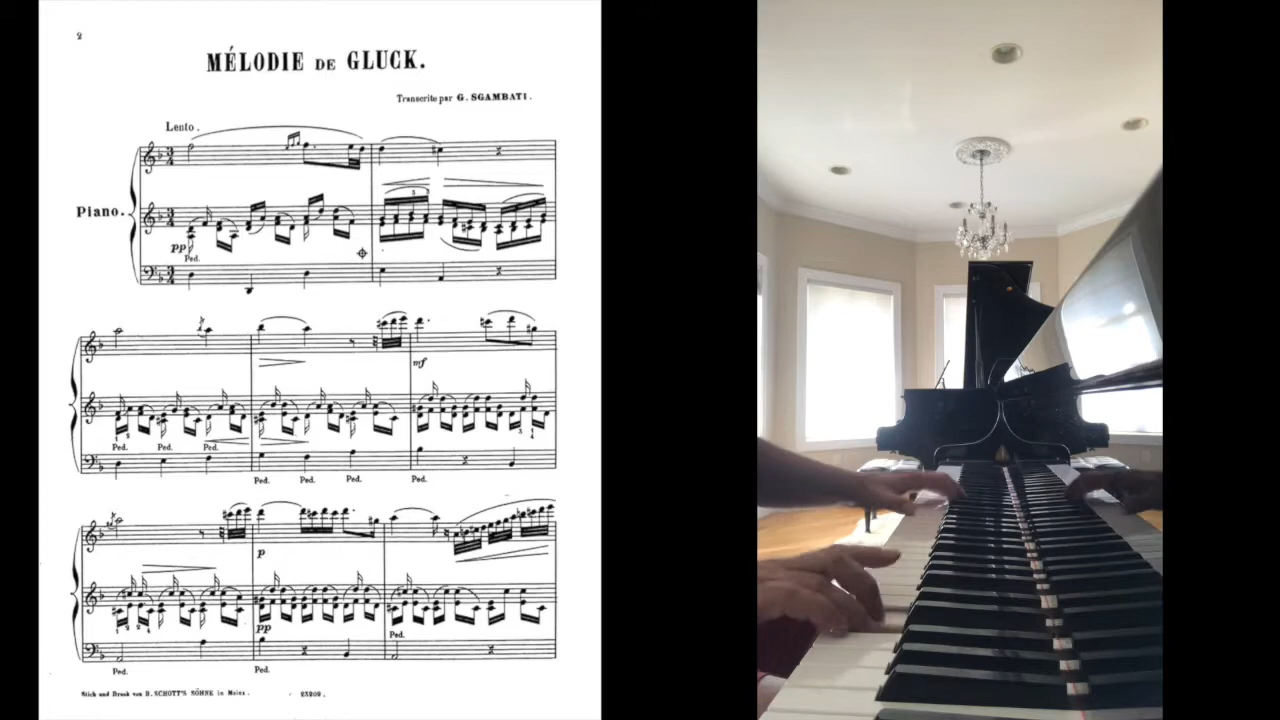 2
MÉLODIE DE GLUCK.
Transcrite par G. SGAMBATI.
Lento.
Piano.
pp
Ped.
mf
Ped. Ped. Ped.
Ped. Ped. Ped. Ped.
p
pp
Ped.
Ped. Ped.
Stich und Druck von B. SCHOTT'S SÖHNE in Mainz. 23202.